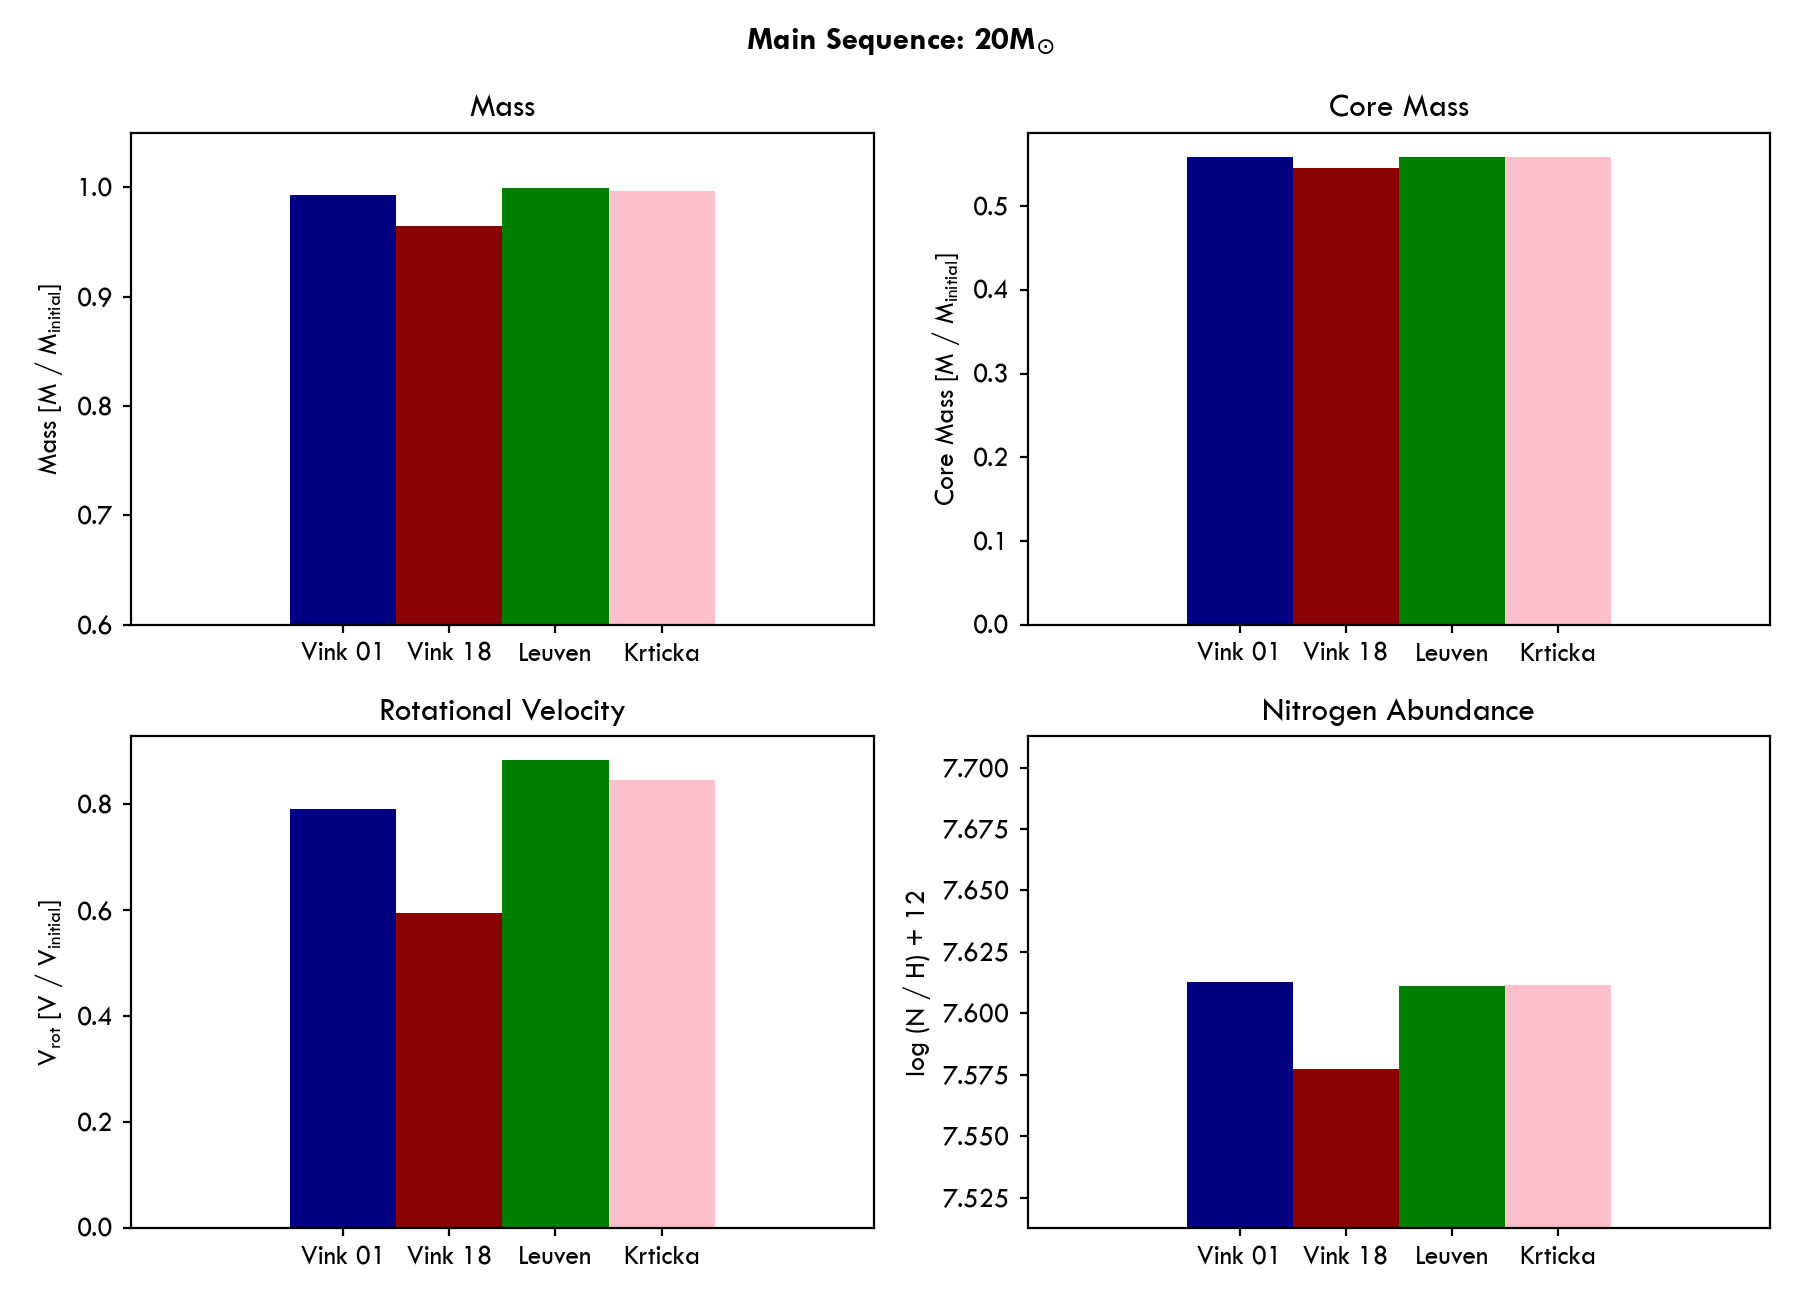 Main Sequence: 20M☉
Mass
Mass [M / Minitial]
1.0
0.9
0.8
0.7
0.6
Vink 01 Vink 18 Leuven Krticka
Core Mass
Core Mass [M / Minitial]
0.5
0.4
0.3
0.2
0.1
0.0
Vink 01 Vink 18 Leuven Krticka
Rotational Velocity
Vrot [V / Vinitial]
0.8
0.6
0.4
0.2
0.0
Vink 01 Vink 18 Leuven Krticka
Nitrogen Abundance
log (N / H) + 12
7.700
7.675
7.650
7.625
7.600
7.575
7.550
7.525
Vink 01 Vink 18 Leuven Krticka